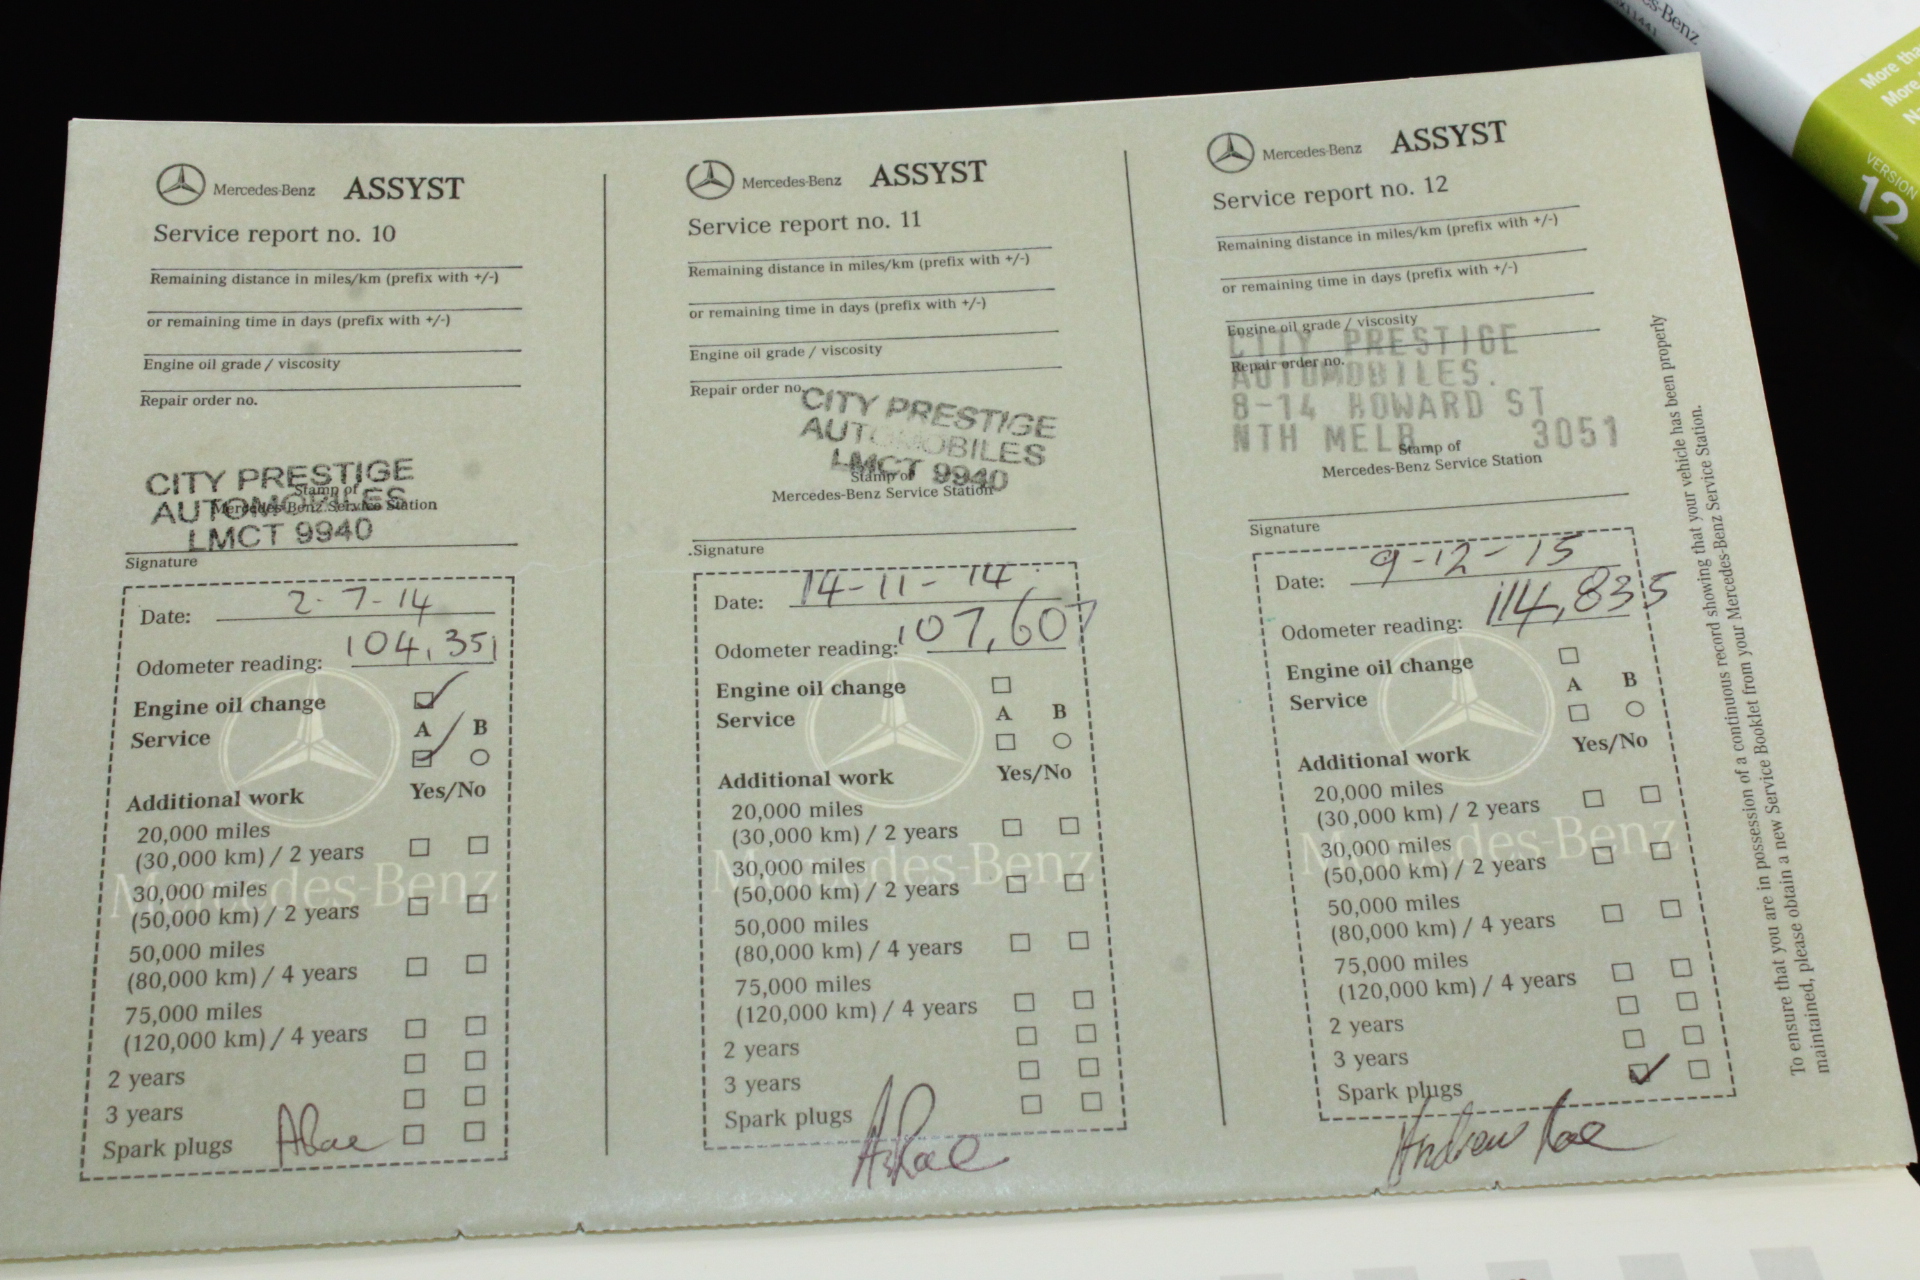 Mercedes-Benz ASSYST
Service report no. 10
Remaining distance in miles/km (prefix with +/-)
or remaining time in days (prefix with +/-)
Engine oil grade / viscosity
Repair order no.
CITY PRESTIGE
AUTOMOBILES
LMCT 9940
Stamp of
Mercedes-Benz Service Station
Signature
Date: 2-7-14
Odometer reading: 104,351
Engine oil change
Service A B
Additional work Yes/No
20,000 miles
(30,000 km) / 2 years
30,000 miles
(50,000 km) / 2 years
50,000 miles
(80,000 km) / 4 years
75,000 miles
(120,000 km) / 4 years
2 years
3 years
Spark plugs
Mercedes-Benz
Mercedes-Benz ASSYST
Service report no. 11
Remaining distance in miles/km (prefix with +/-)
or remaining time in days (prefix with +/-)
Engine oil grade / viscosity
Repair order no.
CITY PRESTIGE
AUTOMOBILES
LMCT 9940
Stamp of
Mercedes-Benz Service Station
Signature
Date: 14-11-14
Odometer reading: 107,607
Engine oil change
Service A B
Additional work Yes/No
20,000 miles
(30,000 km) / 2 years
30,000 miles
(50,000 km) / 2 years
50,000 miles
(80,000 km) / 4 years
75,000 miles
(120,000 km) / 4 years
2 years
3 years
Spark plugs
Mercedes-Benz
Mercedes-Benz ASSYST
Service report no. 12
Remaining distance in miles/km (prefix with +/-)
or remaining time in days (prefix with +/-)
Engine oil grade / viscosity
Repair order no.
CITY PRESTIGE
AUTOMOBILES.
8-14 HOWARD ST
NTH MELB 3051
Stamp of
Mercedes-Benz Service Station
Signature
Date: 9-12-15
Odometer reading: 114,835
Engine oil change
Service A B
Additional work Yes/No
20,000 miles
(30,000 km) / 2 years
30,000 miles
(50,000 km) / 2 years
50,000 miles
(80,000 km) / 4 years
75,000 miles
(120,000 km) / 4 years
2 years
3 years
Spark plugs
Mercedes-Benz
Andrew
To ensure that you are in possession of a continuous record showing that your vehicle has been properly
maintained, please obtain a new Service Booklet from your Mercedes-Benz Service Station.
-Benz
More
More
VERSION
12